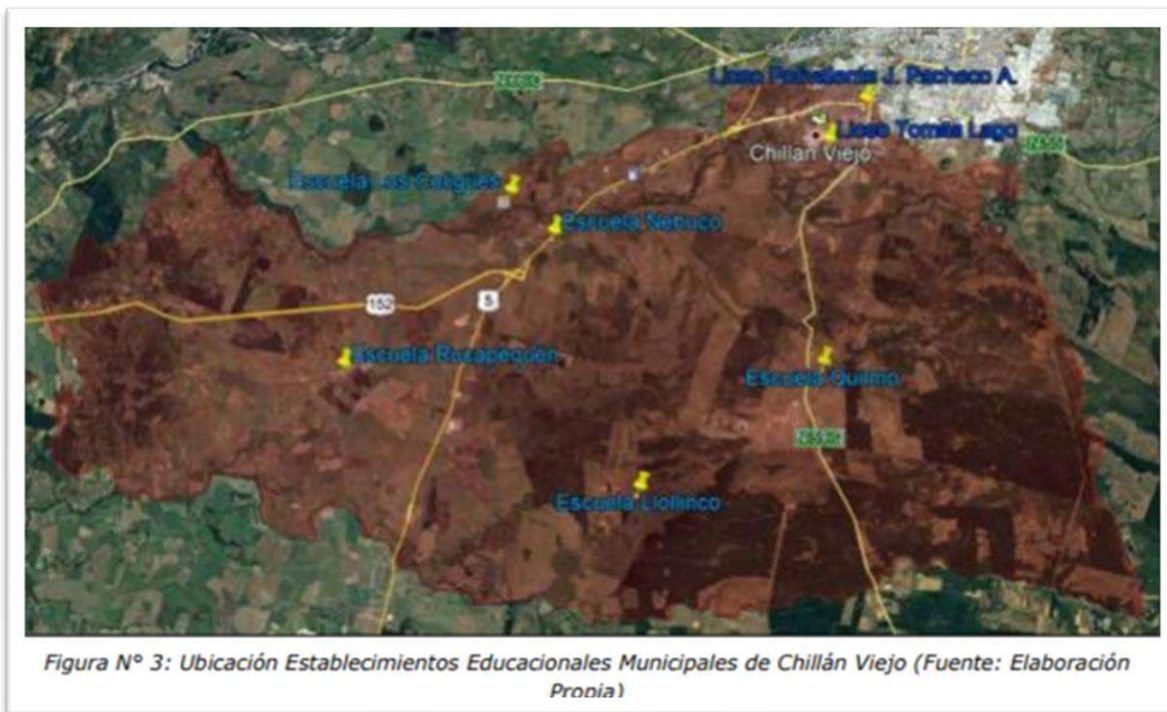 Liceo Polivalente J. Pacheco A.
Liceo Tomás Lago
Chillán Viejo
Escuela Los Coligues
Escuela Nebuco
152
5
Escuela Rucapequén
Escuela Quilmo
Escuela Llollinco
Figura N° 3: Ubicación Establecimientos Educacionales Municipales de Chillán Viejo (Fuente: Elaboración
Propia)